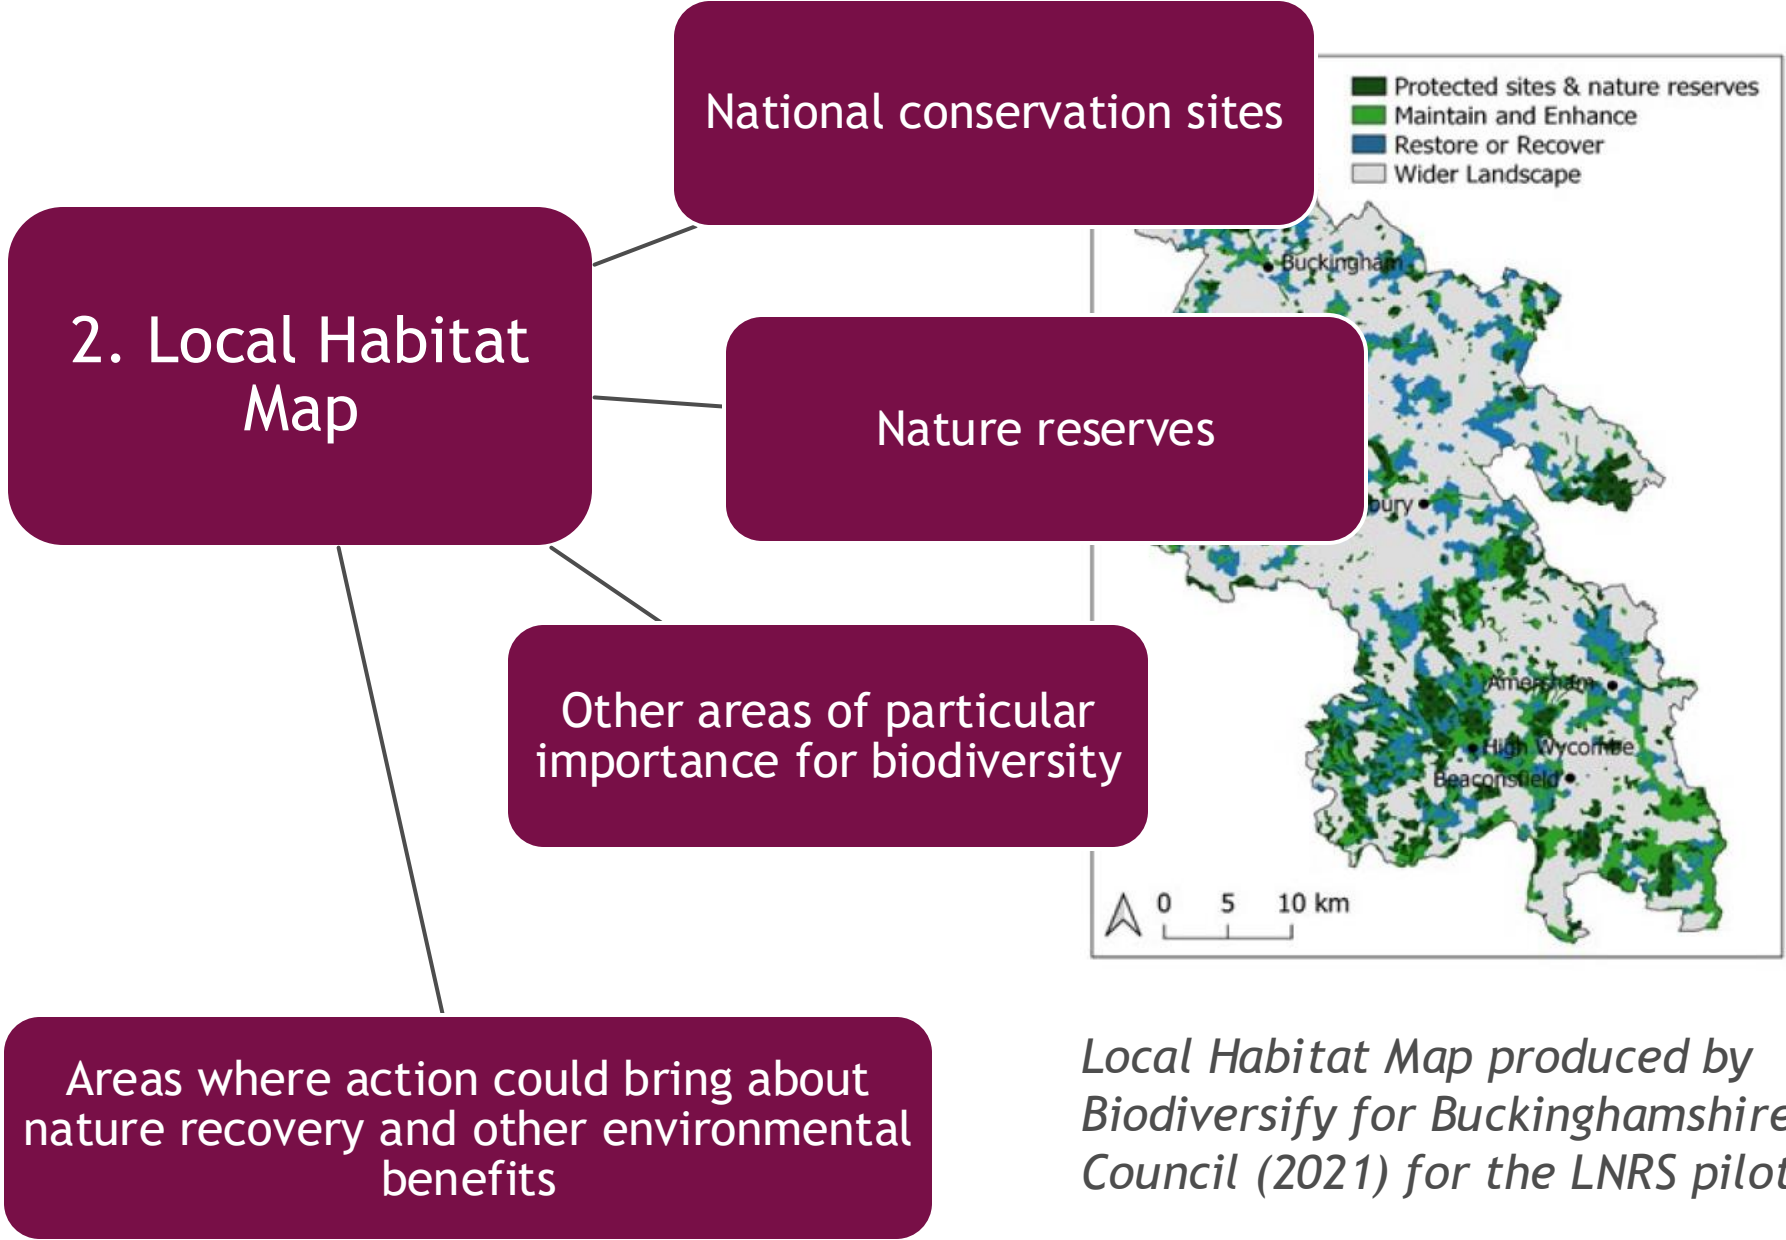 National conservation sites
2. Local Habitat
Map
Nature reserves
Other areas of particular
importance for biodiversity
Areas where action could bring about
nature recovery and other environmental
benefits
Protected sites & nature reserves
Maintain and Enhance
Restore or Recover
Wider Landscape
Buckingham
bury
Amersham
High Wycombe
Beaconsfield
0 5 10 km
Local Habitat Map produced by
Biodiversify for Buckinghamshire
Council (2021) for the LNRS pilot